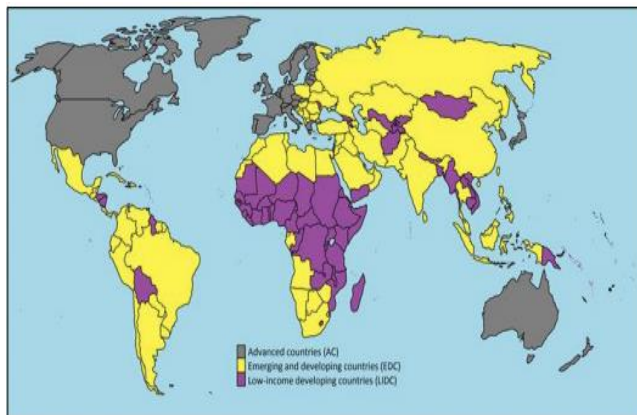 Advanced countries (AC)
Emerging and developing countries (EDC)
Low-income developing countries (LIDC)